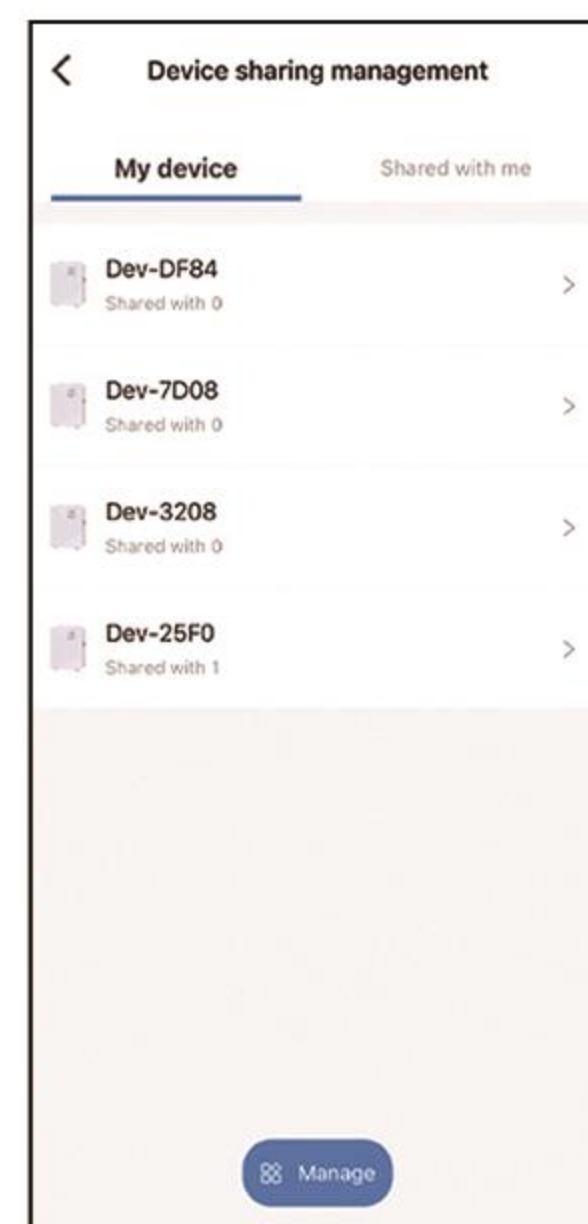 Device sharing management
My device
Shared with me
Dev-DF84
Shared with 0
Dev-7D08
Shared with 0
Dev-3208
Shared with 0
Dev-25F0
Shared with 1
Manage